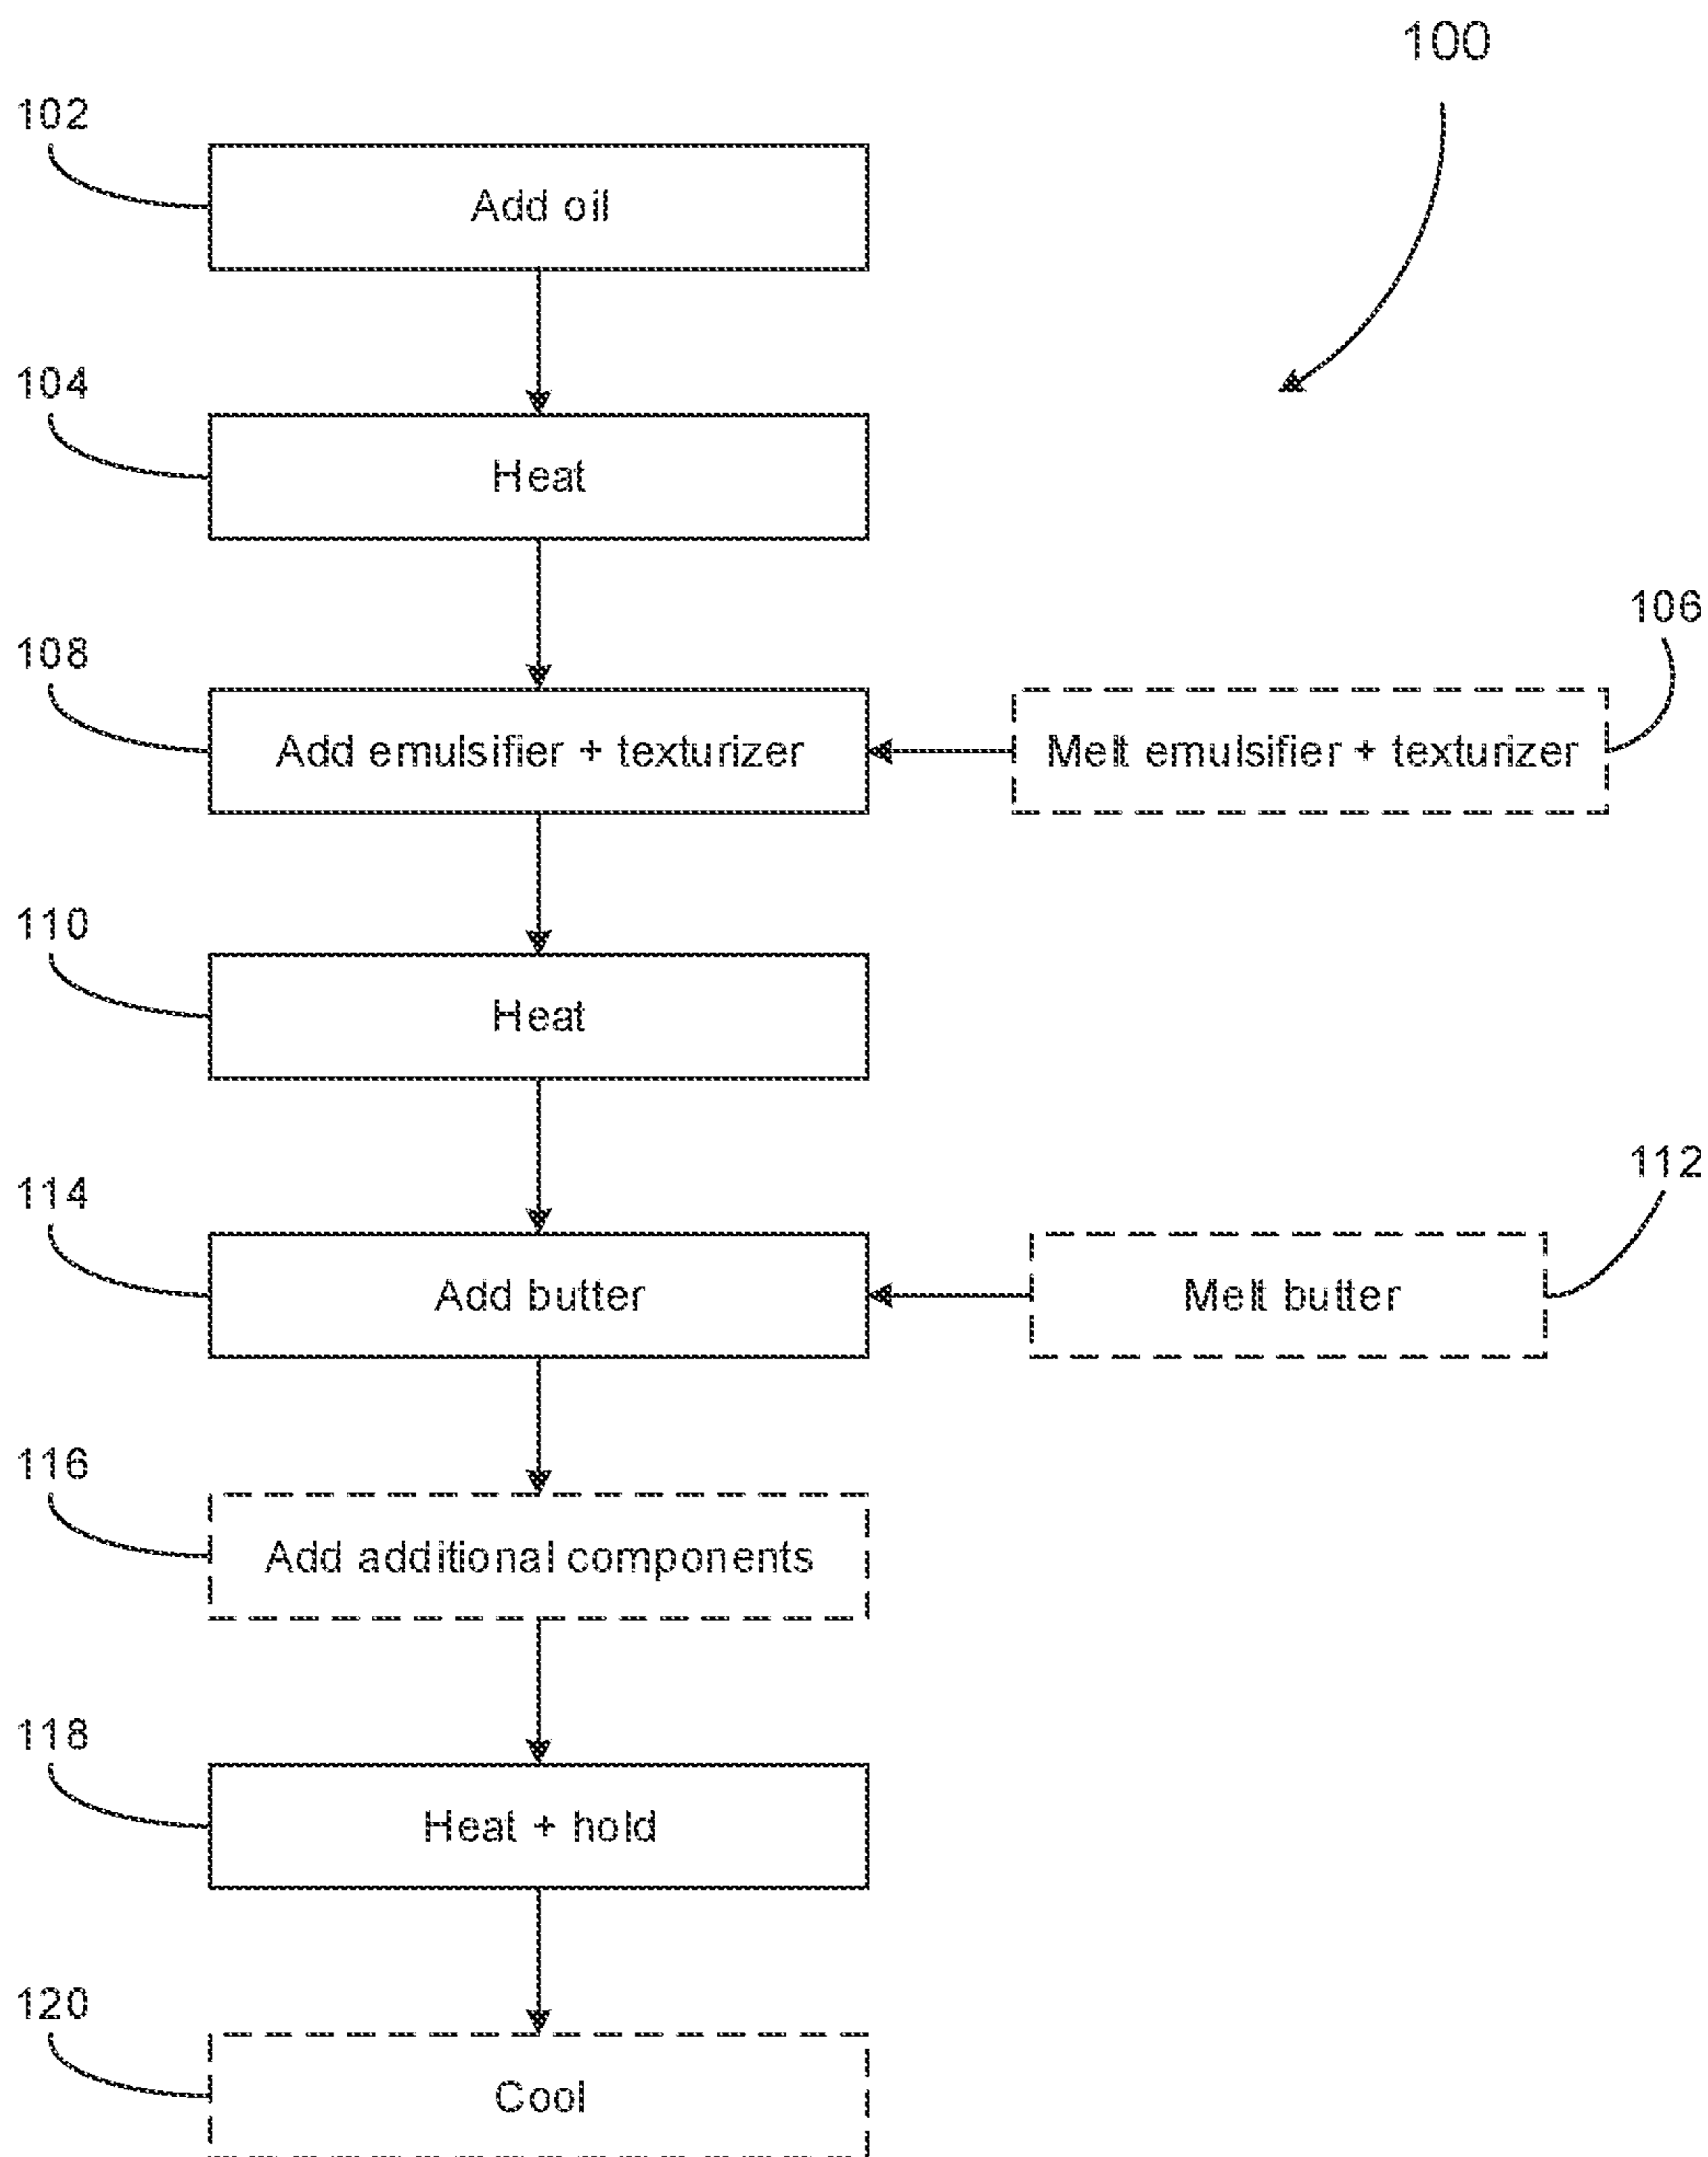 100
102
Add oil
104
Heat
106
108
Add emulsifier + texturizer
Melt emulsifier + texturizer
110
Heat
112
114
Add butter
Melt butter
116
Add additional components
118
Heat + hold
120
Cool